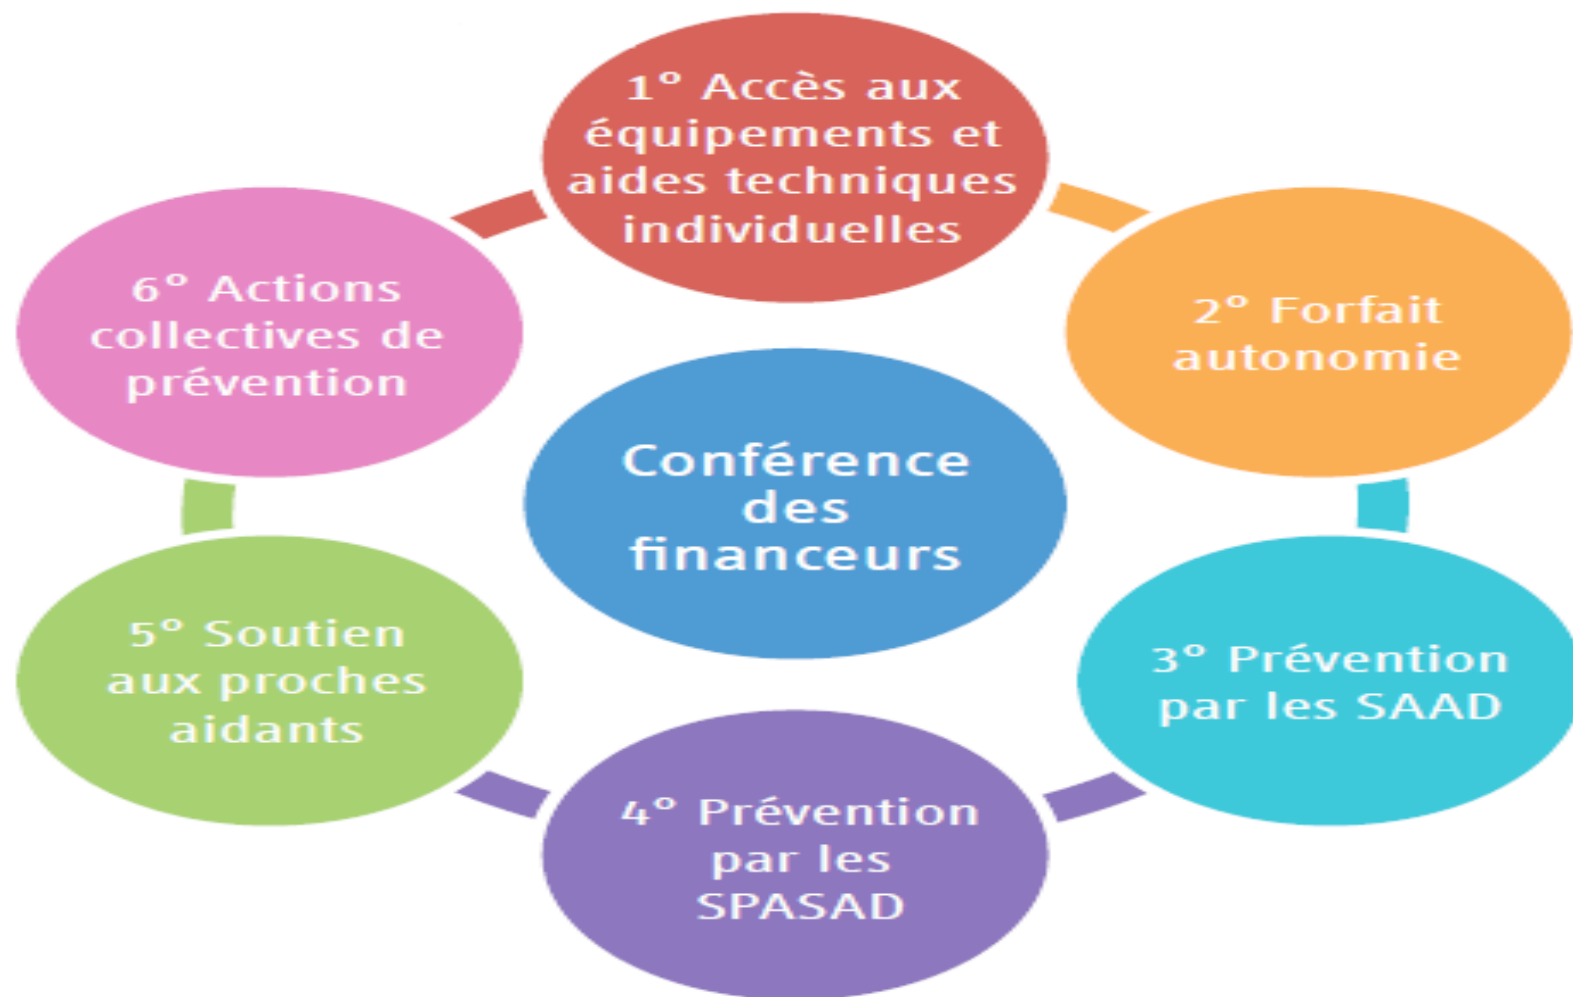 1° Accès aux
équipements et
aides techniques
individuelles
2° Forfait
autonomie
3° Prévention
par les SAAD
4° Prévention
par les
SPASAD
5° Soutien
aux proches
aidants
6° Actions
collectives de
prévention
Conférence
des
financeurs